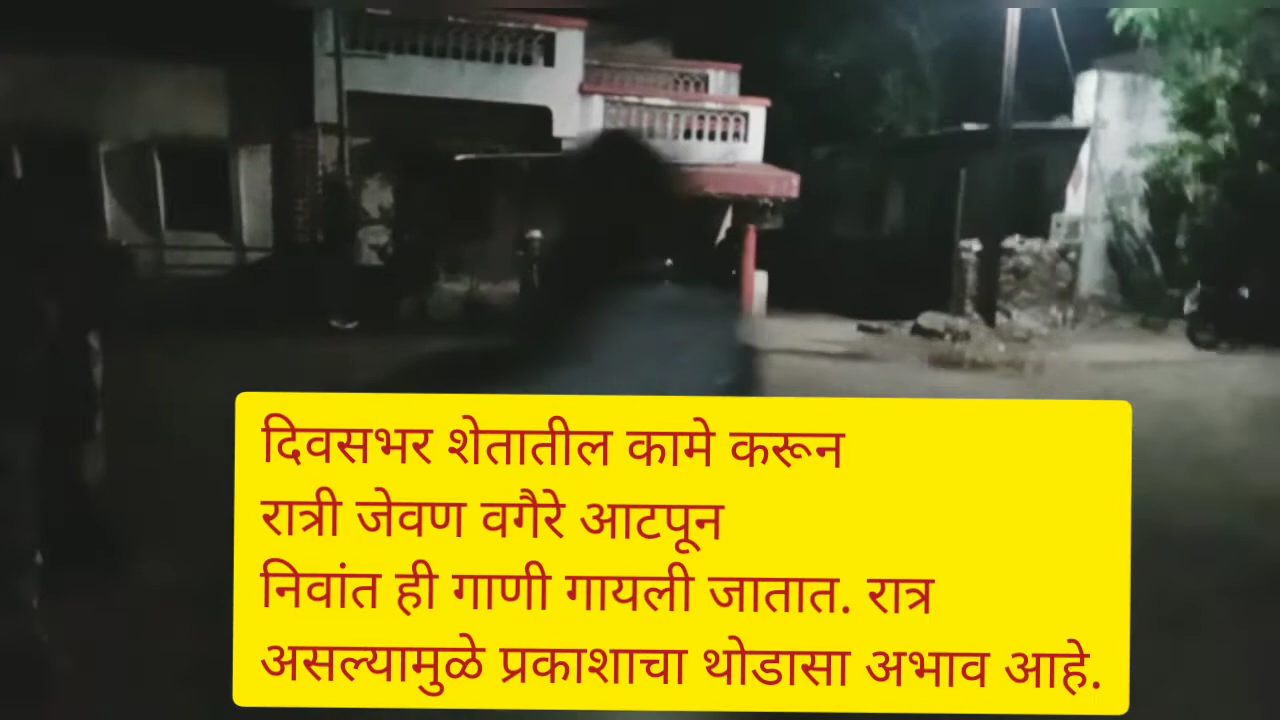 दिवसभर शेतातील कामे करून
रात्री जेवण वगैरे आटपून
निवांत ही गाणी गायली जातात. रात्र
असल्यामुळे प्रकाशाचा थोडासा अभाव आहे.